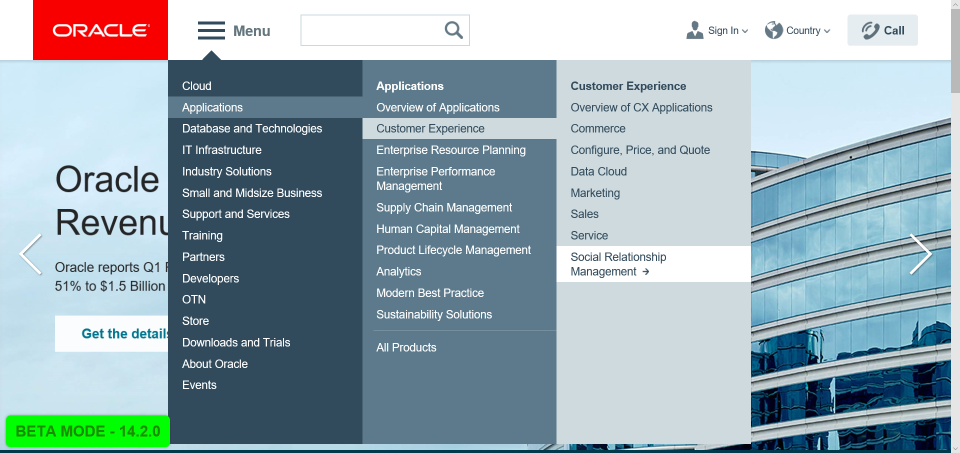 ORACLE
Menu
Sign In
Country
Call
Cloud
Applications
Database and Technologies
IT Infrastructure
Industry Solutions
Small and Midsize Business
Support and Services
Training
Partners
Developers
OTN
Store
Downloads and Trials
About Oracle
Events
Applications
Overview of Applications
Customer Experience
Enterprise Resource Planning
Enterprise Performance
Management
Supply Chain Management
Human Capital Management
Product Lifecycle Management
Analytics
Modern Best Practice
Sustainability Solutions
All Products
Customer Experience
Overview of CX Applications
Commerce
Configure, Price, and Quote
Data Cloud
Marketing
Sales
Service
Social Relationship
Management →
Oracle
Revenu
Oracle reports Q1
51% to $1.5 Billion
Get the details
BETA MODE - 14.2.0